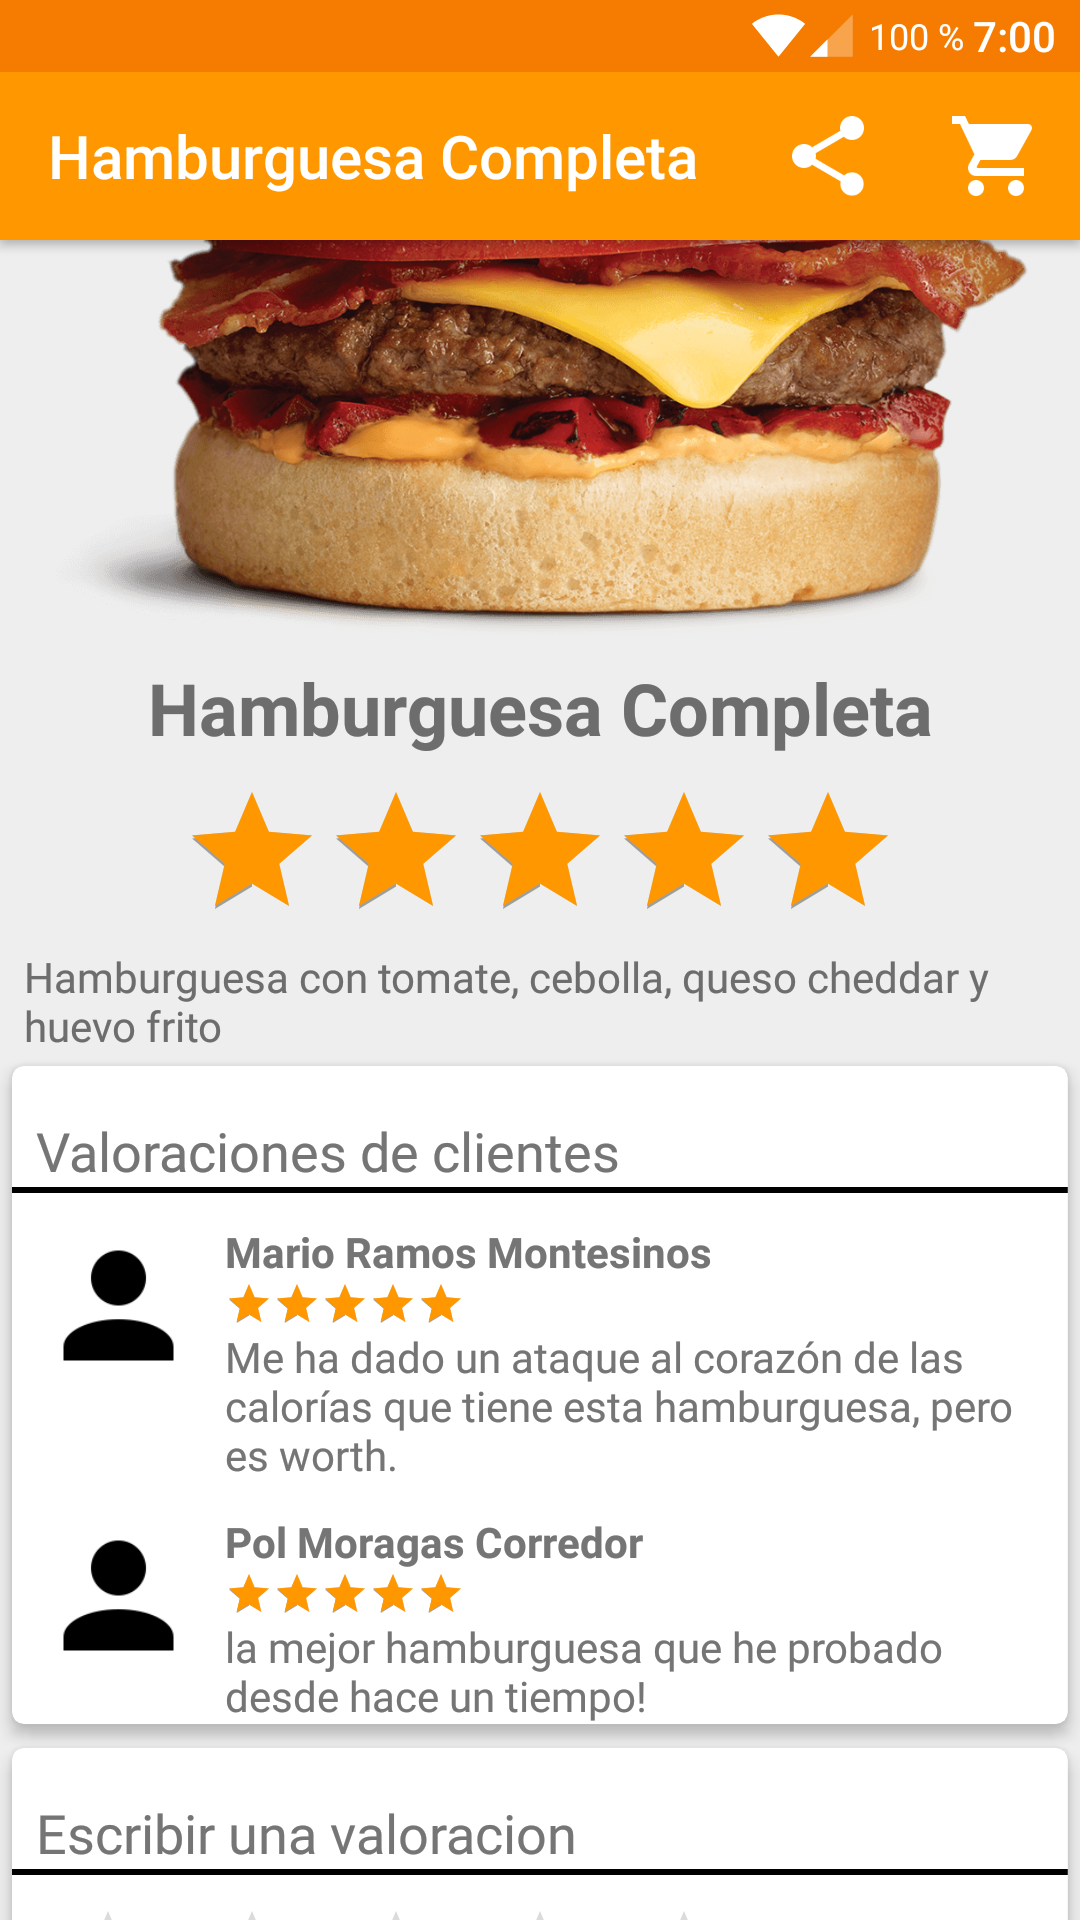 100 % 7:00
Hamburguesa Completa
Hamburguesa Completa
Hamburguesa con tomate, cebolla, queso cheddar y
huevo frito
Valoraciones de clientes
Mario Ramos Montesinos
Me ha dado un ataque al corazón de las
calorías que tiene esta hamburguesa, pero
es worth.
Pol Moragas Corredor
la mejor hamburguesa que he probado
desde hace un tiempo!
Escribir una valoracion